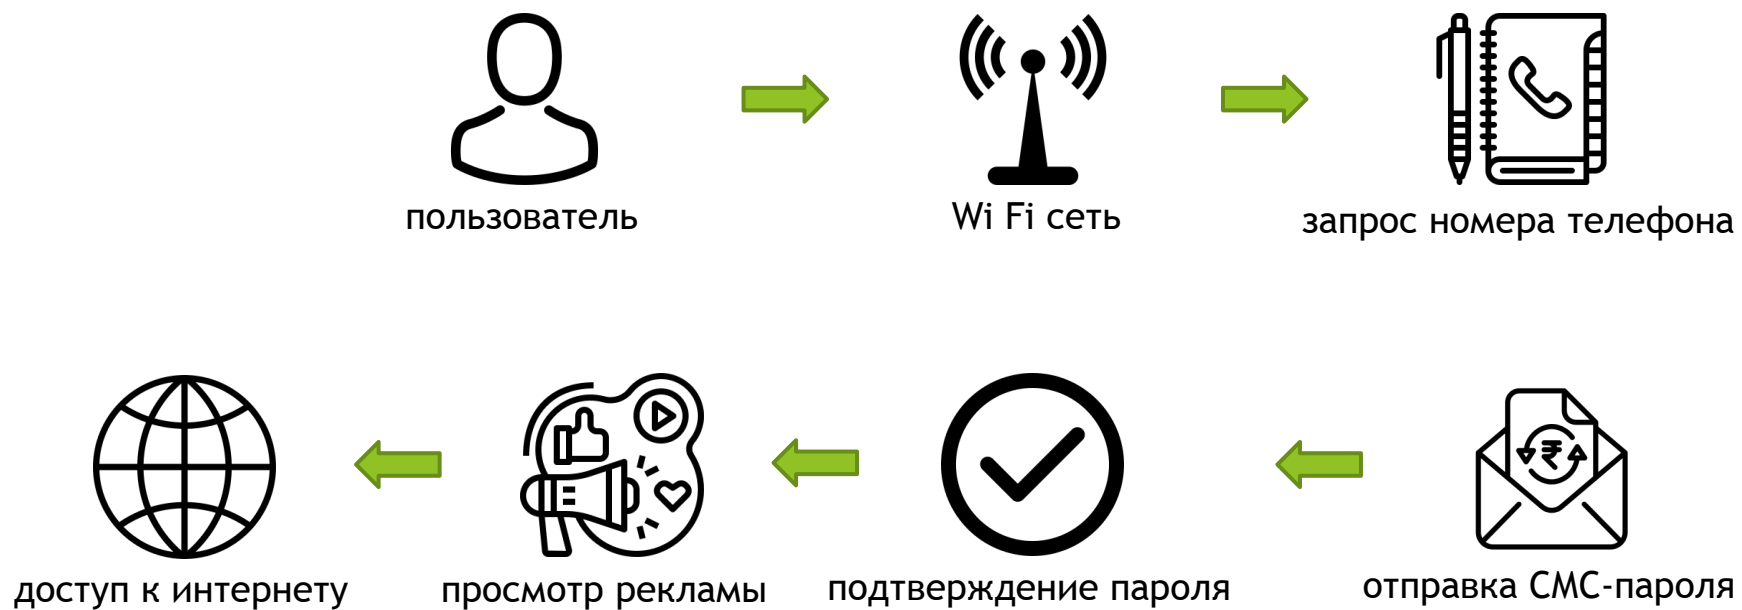 пользователь
Wi Fi сеть
запрос номера телефона
доступ к интернету
просмотр рекламы
подтверждение пароля
отправка СМС-пароля